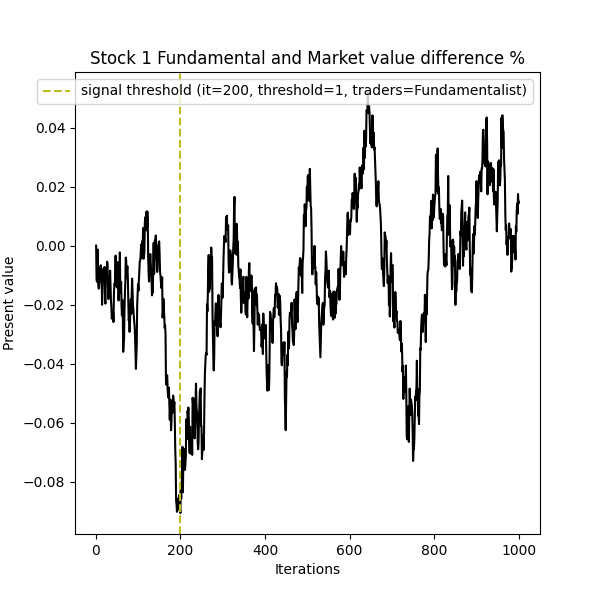 Stock 1 Fundamental and Market value difference %
signal threshold (it=200, threshold=1, traders=Fundamentalist)
0.04
0.02
0.00
−0.02
−0.04
−0.06
−0.08
Present value
0 200 400 600 800 1000
Iterations